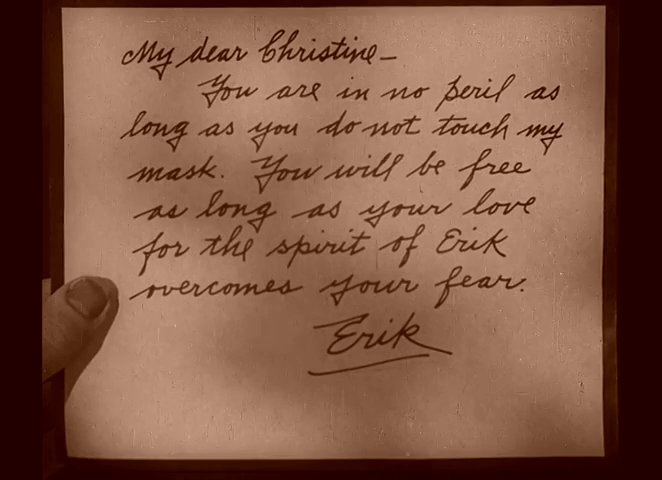 My dear Christine—
You are in no peril as
long as you do not touch my
mask. You will be free
as long as your love
for the spirit of Erik
overcomes your fear.
Erik